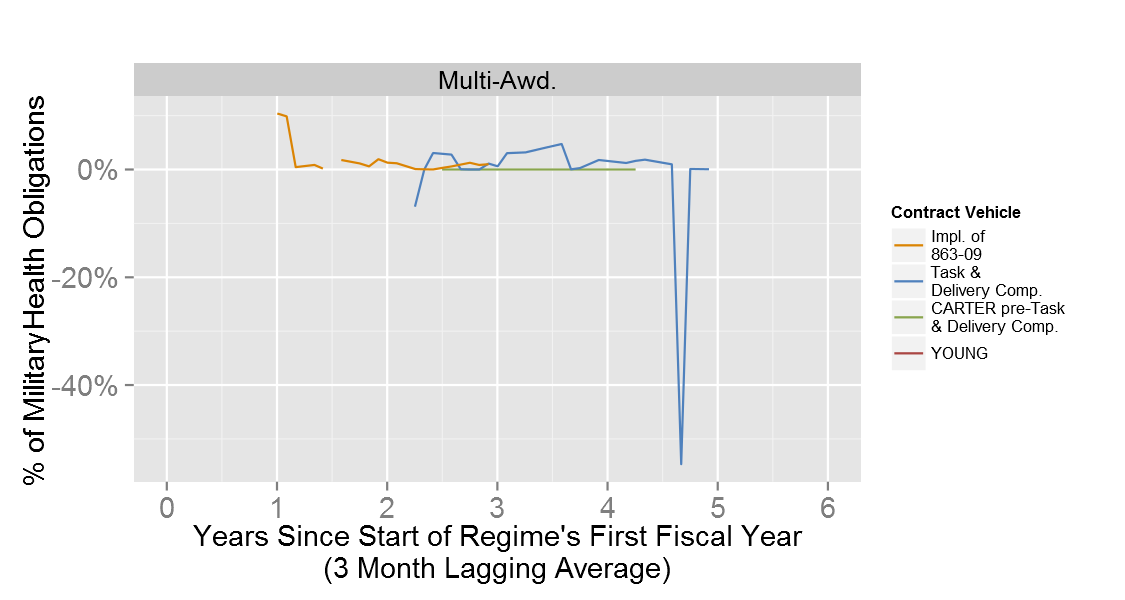 Multi-Awd.
% of MilitaryHealth Obligations
0%
-20%
-40%
0 1 2 3 4 5 6
Years Since Start of Regime's First Fiscal Year
(3 Month Lagging Average)
Contract Vehicle
Impl. of
863-09
Task &
Delivery Comp.
CARTER pre-Task
& Delivery Comp.
YOUNG